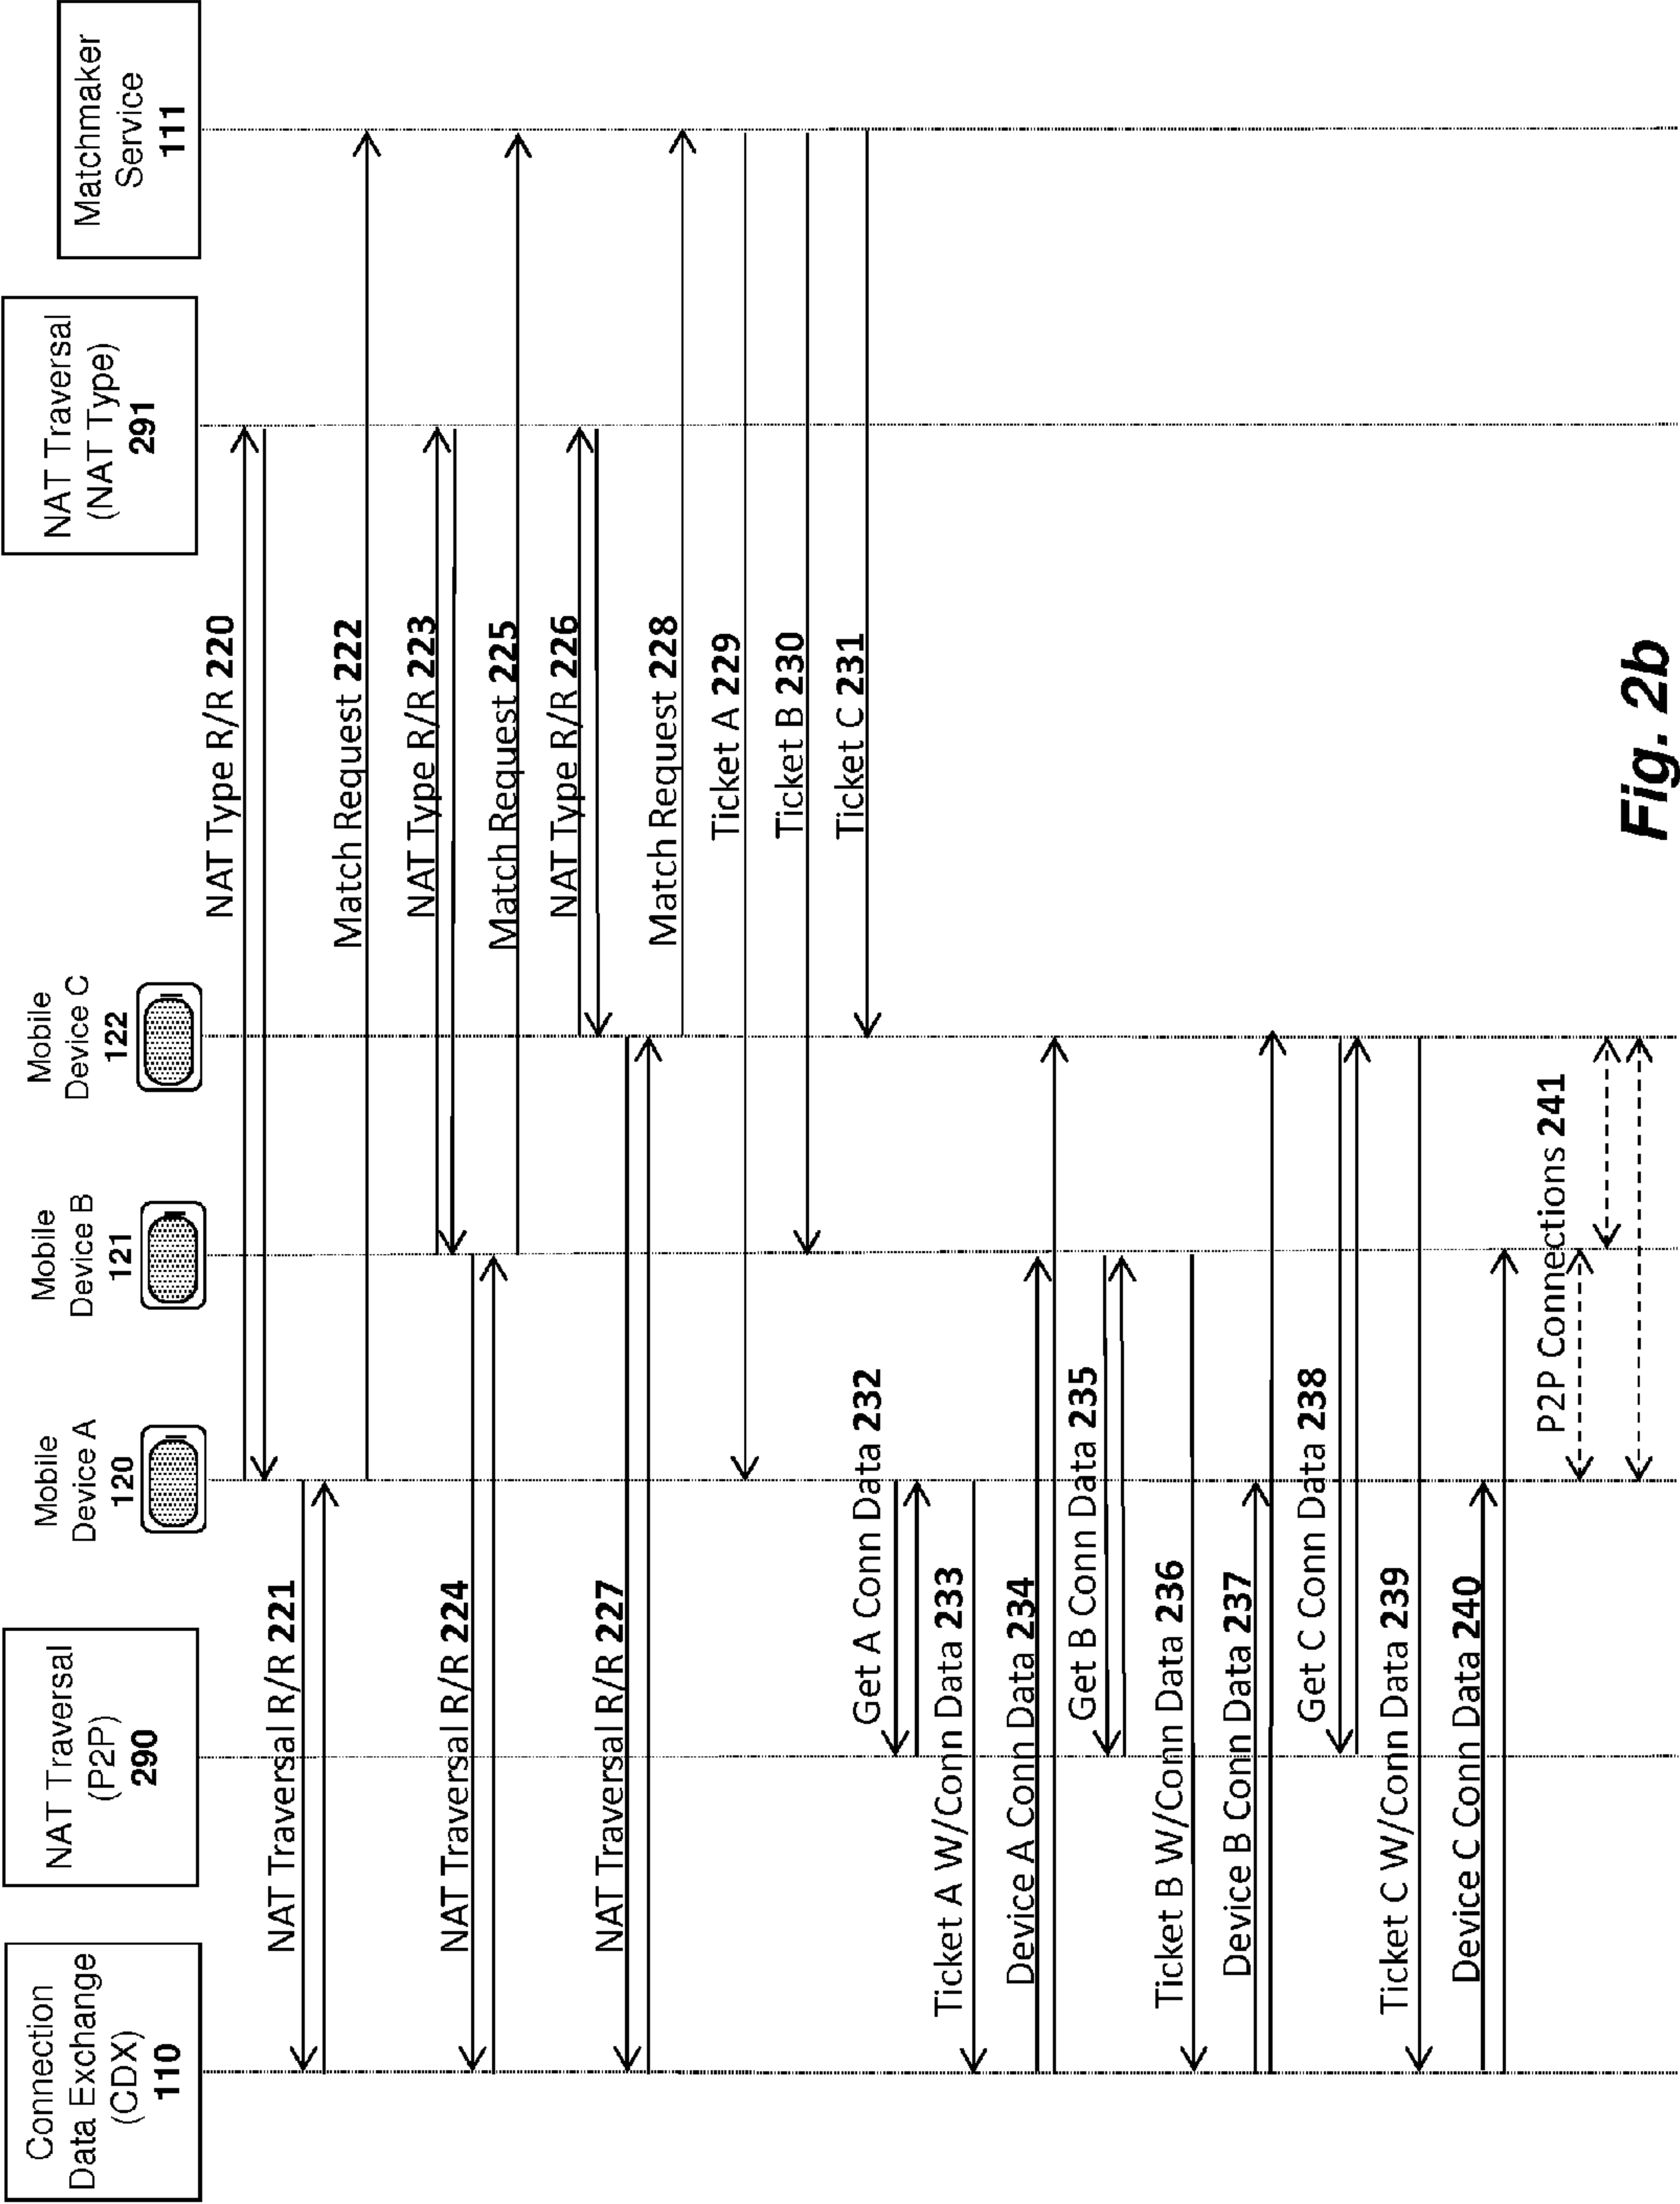 Connection
Data Exchange
(CDX)
110
NAT Traversal
(P2P)
290
Mobile
Device A
120
Mobile
Device B
121
Mobile
Device C
122
NAT Traversal
(NAT Type)
291
Matchmaker
Service
111
NAT Type R/R 220
NAT Traversal R/R 221
Match Request 222
NAT Type R/R 223
NAT Traversal R/R 224
Match Request 225
NAT Type R/R 226
NAT Traversal R/R 227
Match Request 228
Ticket A 229
Ticket B 230
Ticket C 231
Get A Conn Data 232
Ticket A W/Conn Data 233
Device A Conn Data 234
Get B Conn Data 235
Ticket B W/Conn Data 236
Device B Conn Data 237
Get C Conn Data 238
Ticket C W/Conn Data 239
Device C Conn Data 240
P2P Connections 241
Fig. 2b